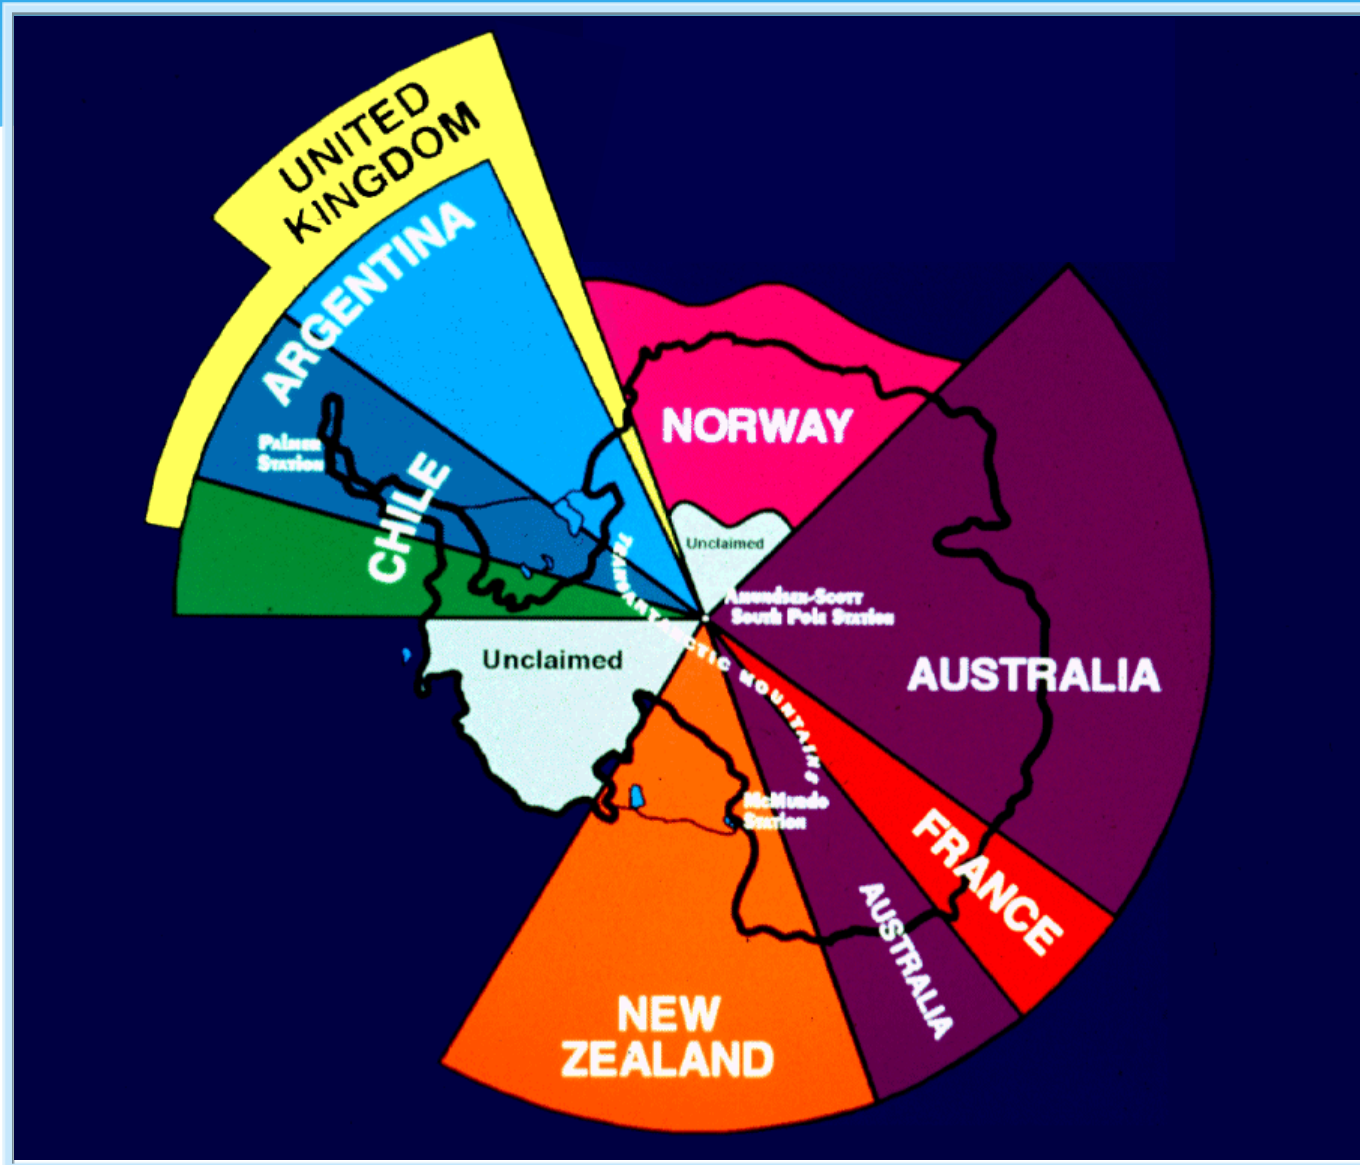 UNITED
KINGDOM
ARGENTINA
Palmer
Station
CHILE
NORWAY
Unclaimed
Amundsen-Scott
South Pole Station
TRANSANTARCTIC MOUNTAINS
Unclaimed
AUSTRALIA
McMurdo
Station
FRANCE
AUSTRALIA
NEW
ZEALAND